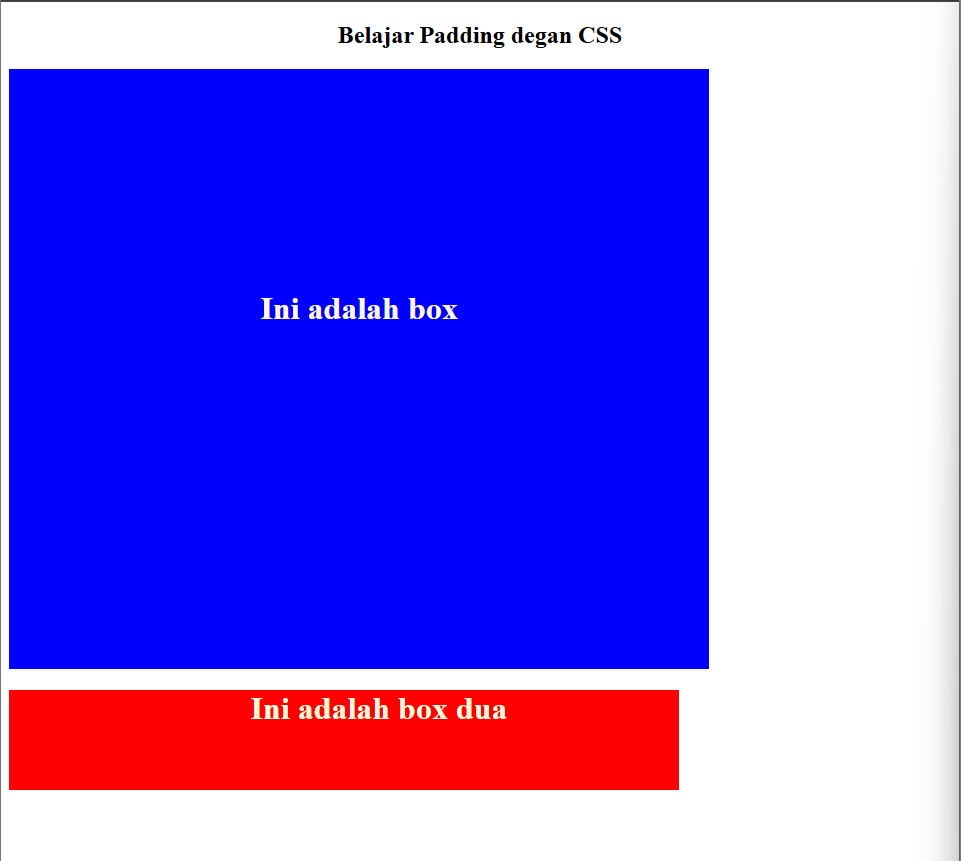 Belajar Padding degan CSS
Ini adalah box
Ini adalah box dua